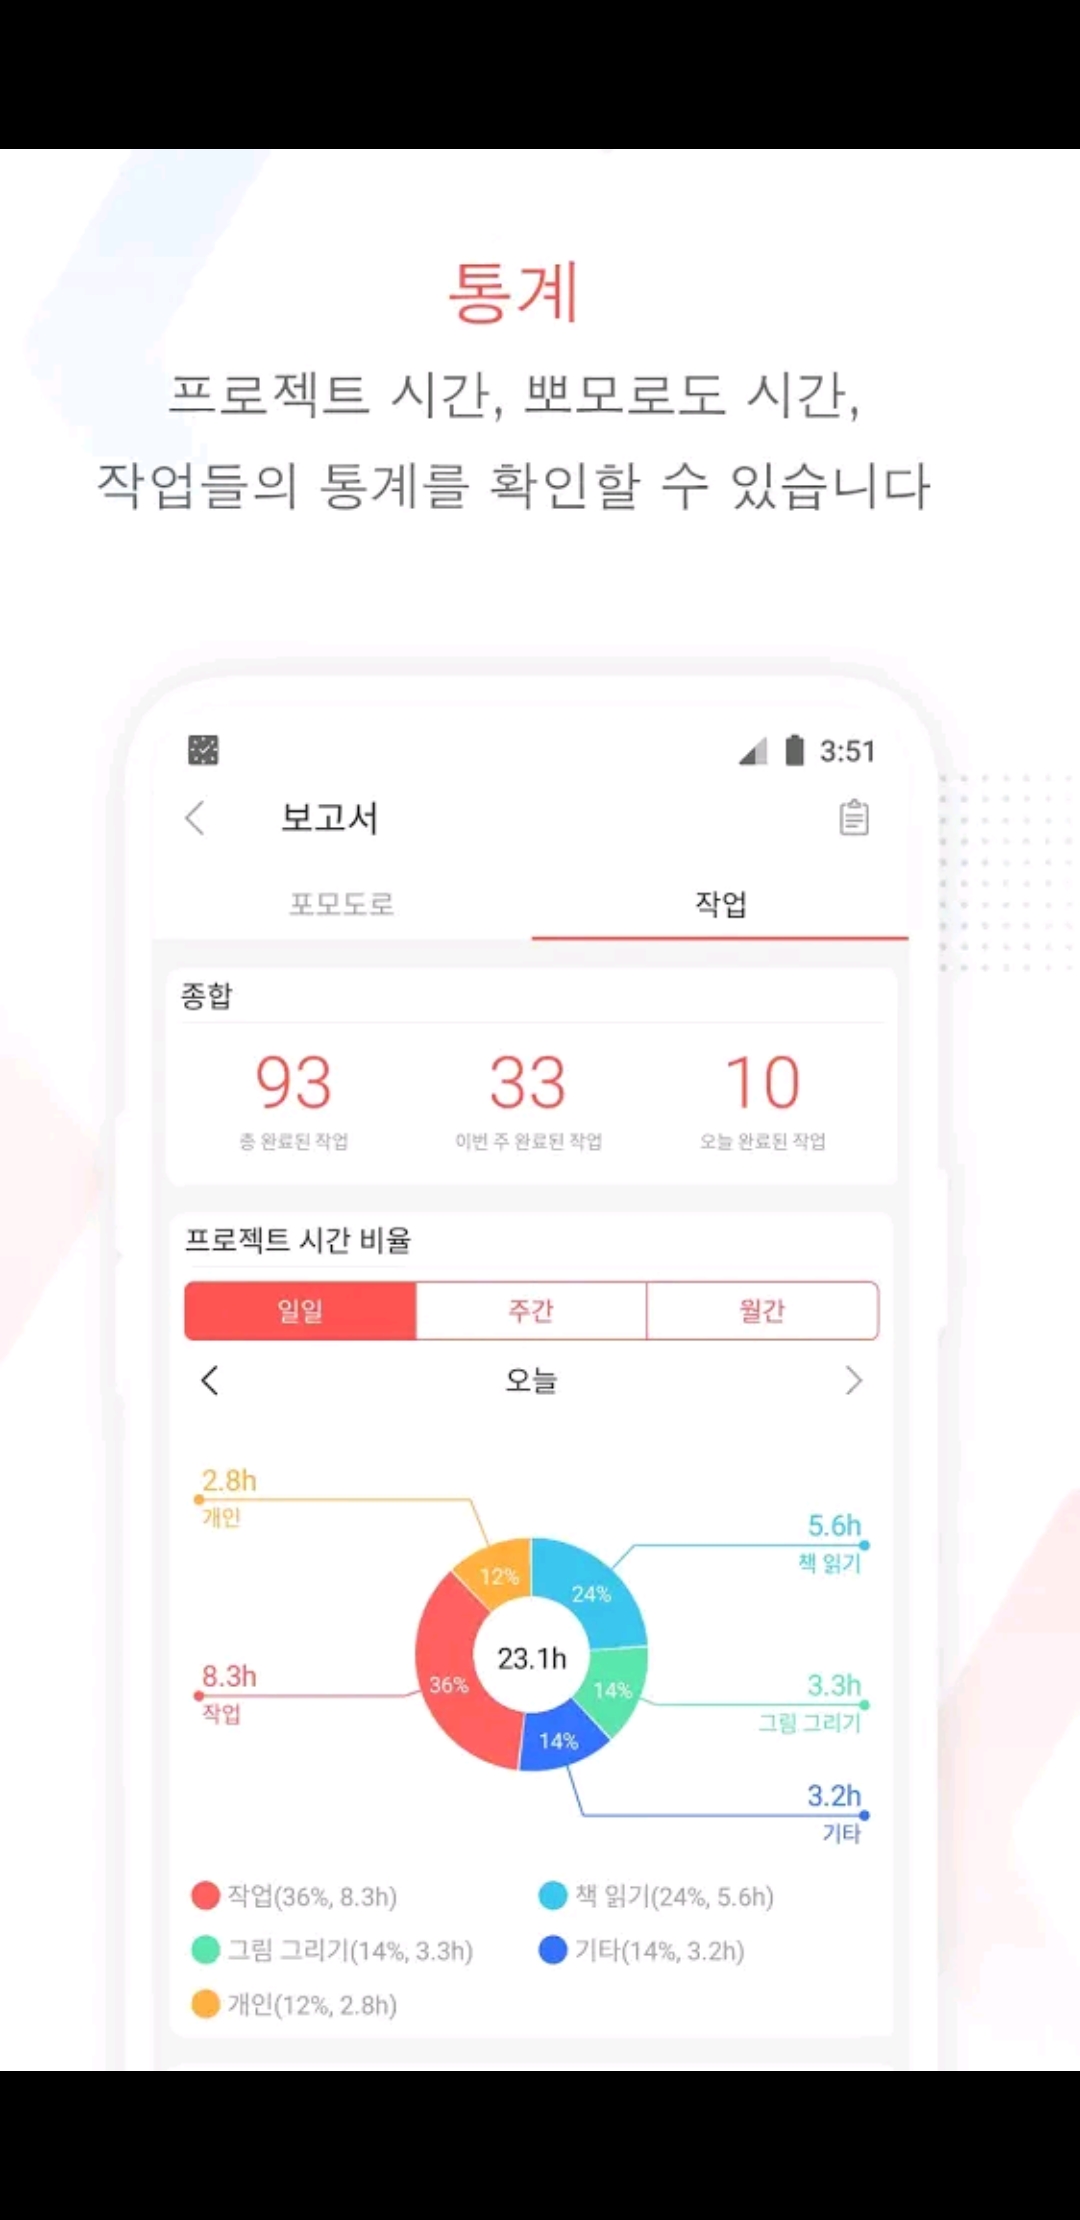 통계
프로젝트 시간, 뽀모로도 시간,
작업들의 통계를 확인할 수 있습니다
3:51
보고서
포모도로 작업
종합
93 33 10
총 완료된 작업 이번 주 완료된 작업 오늘 완료된 작업
프로젝트 시간 비율
일일 주간 월간
오늘
2.8h
개인
5.6h
책 읽기
12%
24%
23.1h
8.3h
작업
36%
14%
3.3h
그림 그리기
14%
3.2h
기타
작업(36%, 8.3h) 책 읽기(24%, 5.6h)
그림 그리기(14%, 3.3h) 기타(14%, 3.2h)
개인(12%, 2.8h)